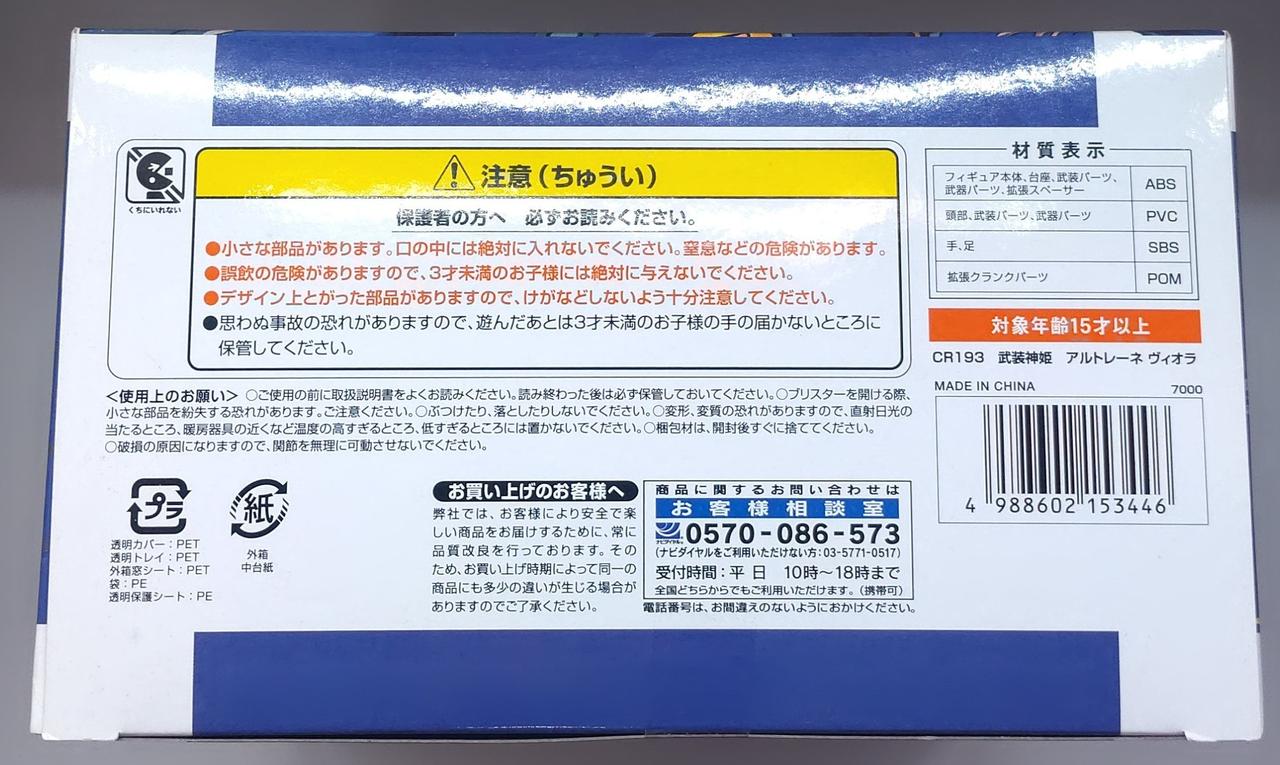 くちにいれない
注意(ちゅうい)
保護者の方へ 必ずお読みください。
●小さな部品があります。口の中には絶対に入れないでください。窒息などの危険があります。
●誤飲の危険がありますので、3才未満のお子様には絶対に与えないでください。
●デザイン上とがった部品がありますので、けがなどしないよう十分注意してください。
●思わぬ事故の恐れがありますので、遊んだあとは3才未満のお子様の手の届かないところに
保管してください。
<使用上のお願い> ○ご使用の前に取扱説明書をよくお読みください。読み終わった後は必ず保管しておいてください。○ブリスターを開ける際、
小さな部品を紛失する恐れがあります。ご注意ください。○ぶつけたり、落としたりしないでください。○変形、変質の恐れがありますので、直射日光の
当たるところ、暖房器具の近くなど温度の高すぎるところ、低すぎるところには置かないでください。○梱包材は、開封後すぐに捨ててください。
○破損の原因になりますので、関節を無理に可動させないでください。
プラ
透明カバー:PET
透明トレイ:PET
外箱窓シート:PET
袋:PE
透明保護シート:PE
紙
外箱
中台紙
お買い上げのお客様へ
弊社では、お客様により安全で楽
しい商品をお届けするために、常に
品質改良を行っております。その
ため、お買い上げ時期によって同一の
商品にも多少の違いが生じる場合が
ありますのでご了承ください。
商品に関するお問い合わせは
お客様相談室
ナビダイヤル 0570-086-573
(ナビダイヤルをご利用いただけない方:03-5771-0517)
受付時間:平日 10時~18時まで
全国どちらからでもご利用いただけます。(携帯可)
電話番号は、お間違えのないようにおかけください。
材質表示
フィギュア本体、台座、武装パーツ、
武器パーツ、拡張スペーサー ABS
頭部、武装パーツ、武器パーツ PVC
手、足 SBS
拡張クランクパーツ POM
対象年齢15才以上
CR193 武装神姫 アルトレーネ ヴィオラ
MADE IN CHINA 7000
4 988602 153446